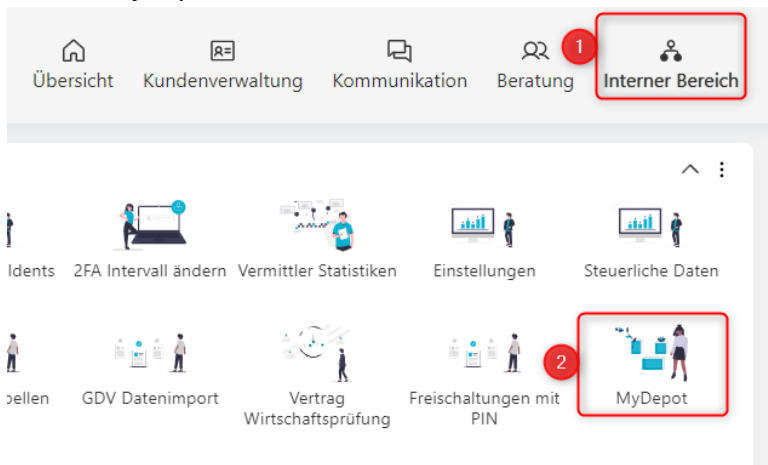 1
Übersicht Kundenverwaltung Kommunikation Beratung Interner Bereich
Idents 2FA Intervall ändern Vermittler Statistiken Einstellungen Steuerliche Daten
2
GDV Datenimport Vertrag Freischaltungen mit MyDepot
Wirtschaftsprüfung PIN